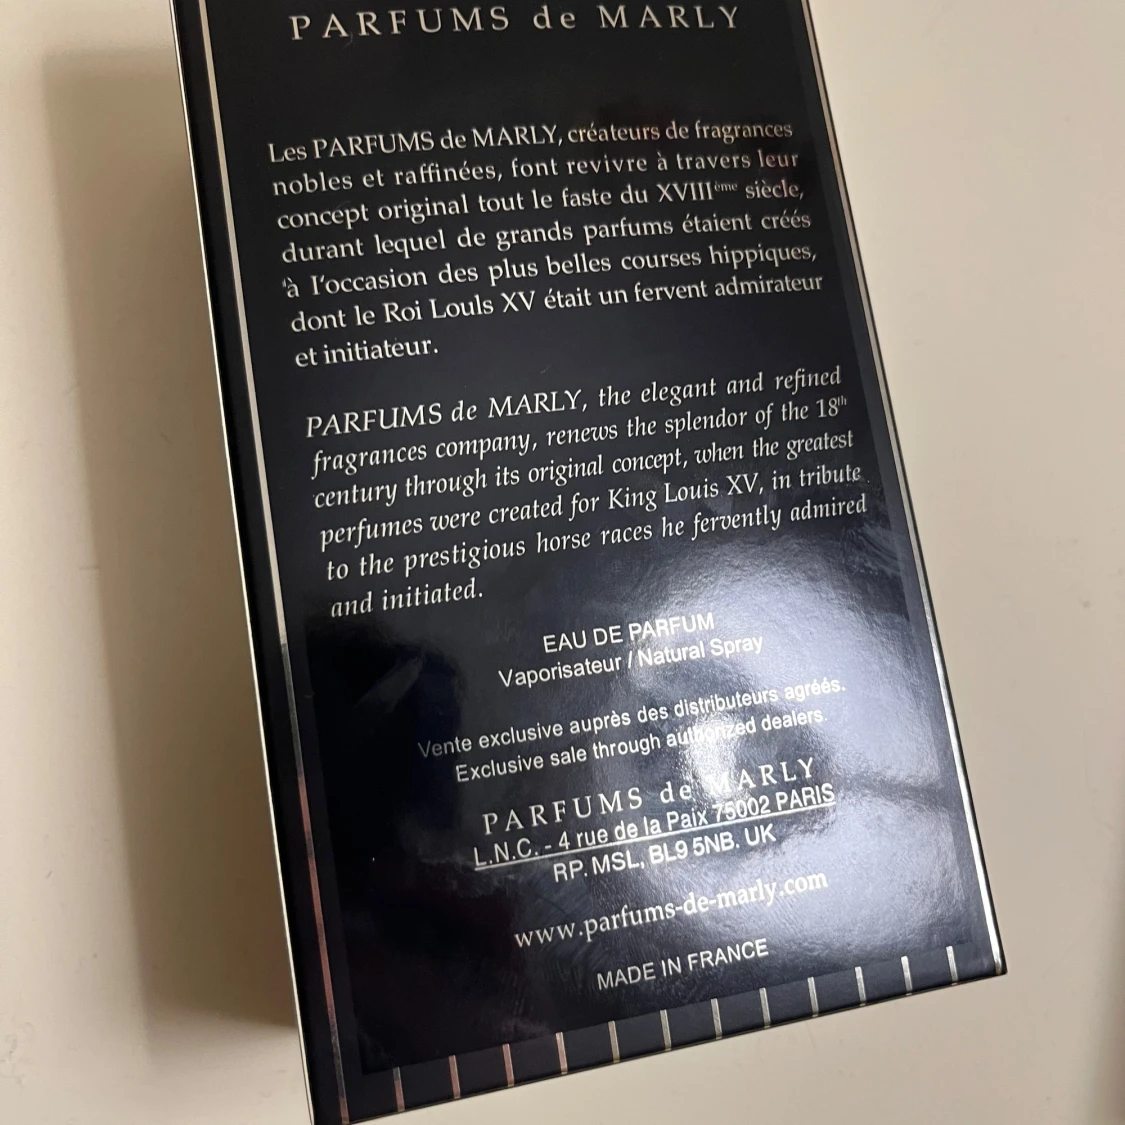 PARFUMS de MARLY
Les PARFUMS de MARLY, créateurs de fragrances
nobles et raffinées, font revivre à travers leur
concept original tout le faste du XVIIIème siècle,
durant lequel de grands parfums étaient créés
à l'occasion des plus belles courses hippiques,
dont le Roi Louis XV était un fervent admirateur
et initiateur.
PARFUMS de MARLY, the elegant and refined
fragrances company, renews the splendor of the 18th
century through its original concept, when the greatest
perfumes were created for King Louis XV, in tribute
to the prestigious horse races he fervently admired
and initiated.
EAU DE PARFUM
Vaporisateur / Natural Spray
Vente exclusive auprès des distributeurs agréés.
Exclusive sale through authorized dealers.
PARFUMS de MARLY
L.N.C. - 4 rue de la Paix 75002 PARIS
RP. MSL, BL9 5NB. UK
www.parfums-de-marly.com
MADE IN FRANCE